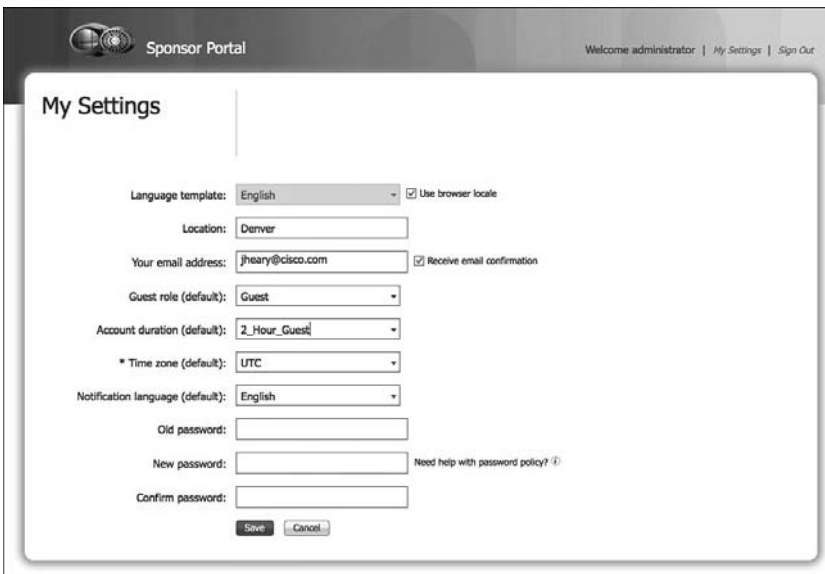 Sponsor Portal
Welcome administrator | My Settings | Sign Out
My Settings
Language template: English Use browser locale
Location: Denver
Your email address: jheary@cisco.com Receive email confirmation
Guest role (default): Guest
Account duration (default): 2_Hour_Guest
* Time zone (default): UTC
Notification language (default): English
Old password:
New password: Need help with password policy?
Confirm password:
Save Cancel